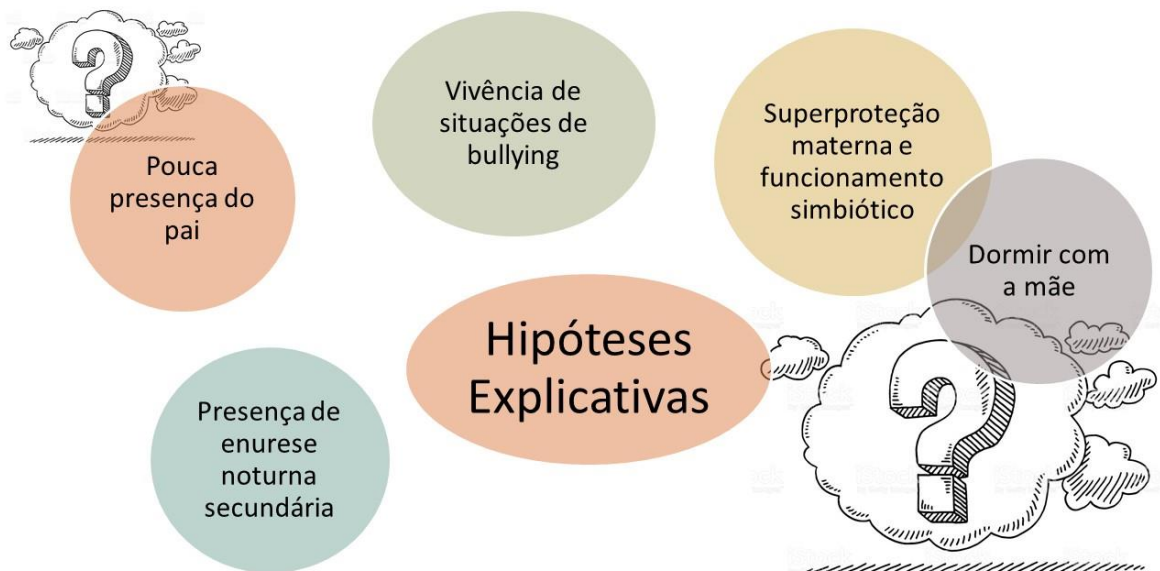 Pouca
presença do
pai
Vivência de
situações de
bullying
Superproteção
materna e
funcionamento
simbiótico
Dormir com
a mãe
Hipóteses
Explicativas
Presença de
enurese
noturna
secundária